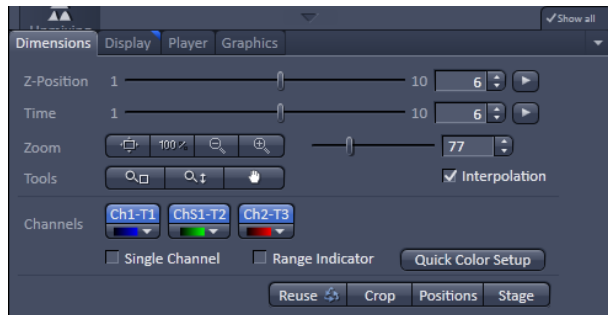 Show all
Dimensions Display Player Graphics
Z-Position 1 10 6
Time 1 10 6
Zoom 100% 77
Tools Interpolation
Channels Ch1-T1 ChS1-T2 Ch2-T3
Single Channel Range Indicator Quick Color Setup
Reuse Crop Positions Stage